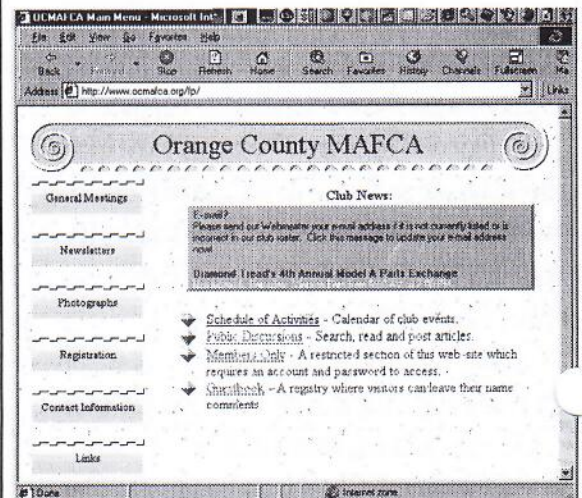 OCMAFCA Main Menu - Microsoft Int
File Edit View Go Favorites Help
Back Forward Stop Refresh Home Search Favorites History Channels Fullscreen Ma
Address http://www.ocmafca.org/lp/ Links
Orange County MAFCA
General Meetings
Newsletters
Photographs
Registration
Contact Information
Links
Club News:
E-mail?
Please send our Webmaster your e-mail address if it is not currently listed or is
incorrect in our club roster. Click this message to update your e-mail address
now!
Diamond Tread's 4th Annual Model A Parts Exchange
Schedule of Activities - Calendar of club events.
Public Discussions - Search, read and post articles.
Members Only - A restricted section of this web-site which
requires an account and password to access.
Guestbook - A registry where visitors can leave their name
comments
Done
Internet zone